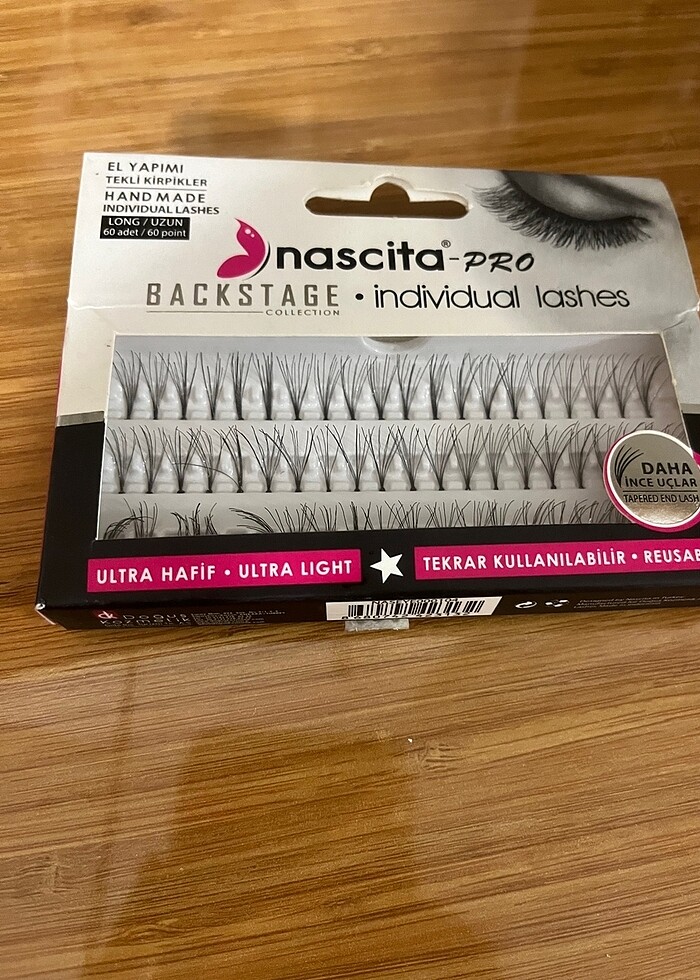 EL YAPIMI
TEKLİ KİRPİKLER
HAND MADE
INDIVIDUAL LASHES
LONG / UZUN
60 adet / 60 point
nascita®-PRO
BACKSTAGE • individual lashes
COLLECTION
DAHA
İNCE UÇLAR
TAPERED END LASH
ULTRA HAFİF • ULTRA LIGHT
TEKRAR KULLANILABİLİR • REUSAB